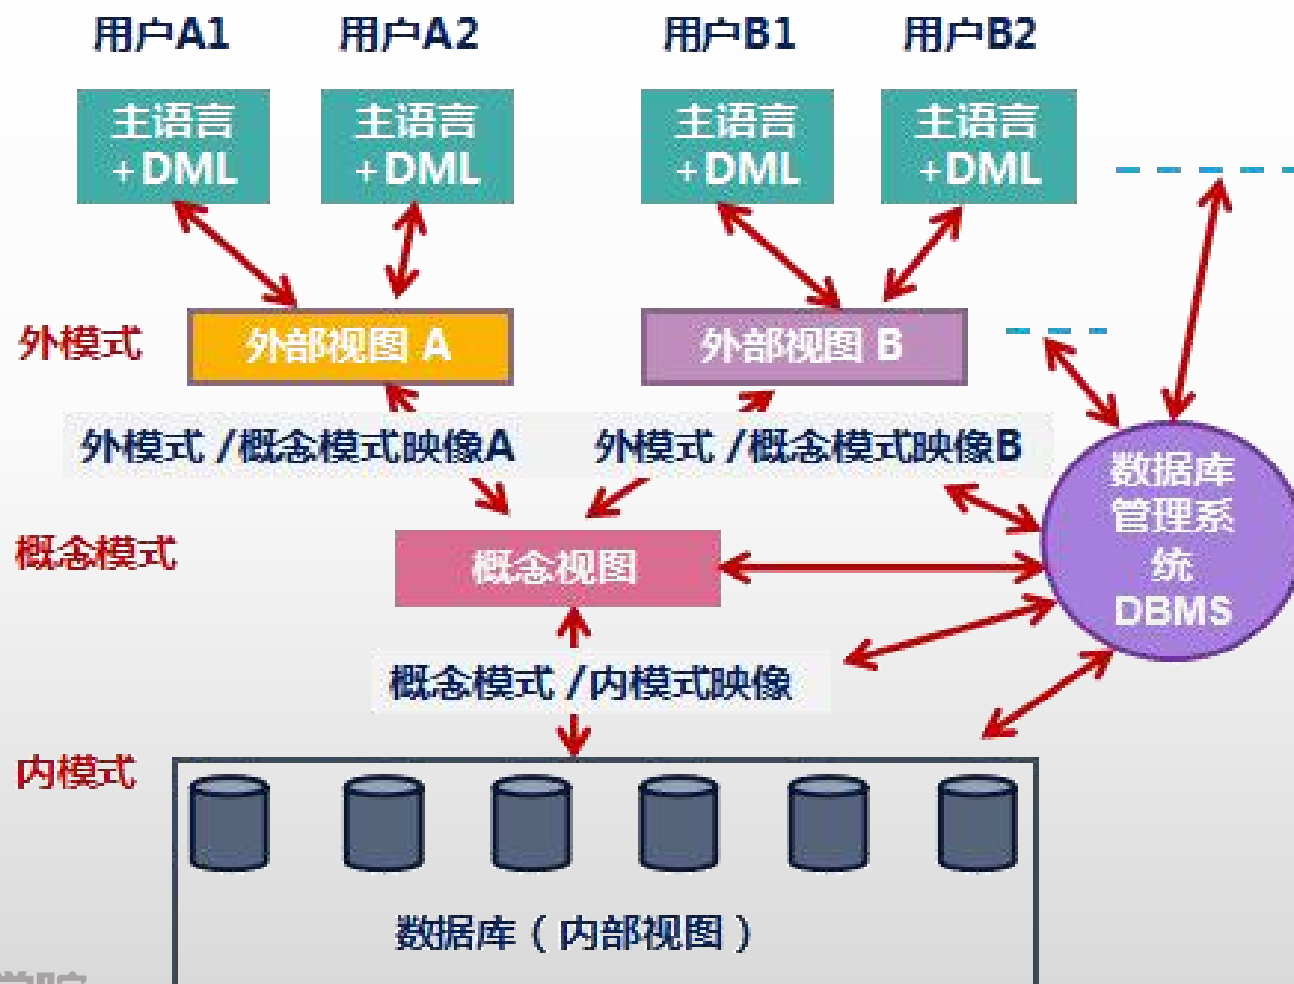 用户A1
用户A2
用户B1
用户B2
主语言
+DML
主语言
+DML
主语言
+DML
主语言
+DML
外模式
外部视图 A
外部视图 B
外模式 /概念模式映像A
外模式 /概念模式映像B
数据库
管理系
统
DBMS
概念模式
概念视图
概念模式 /内模式映像
内模式
数据库（内部视图）
学院